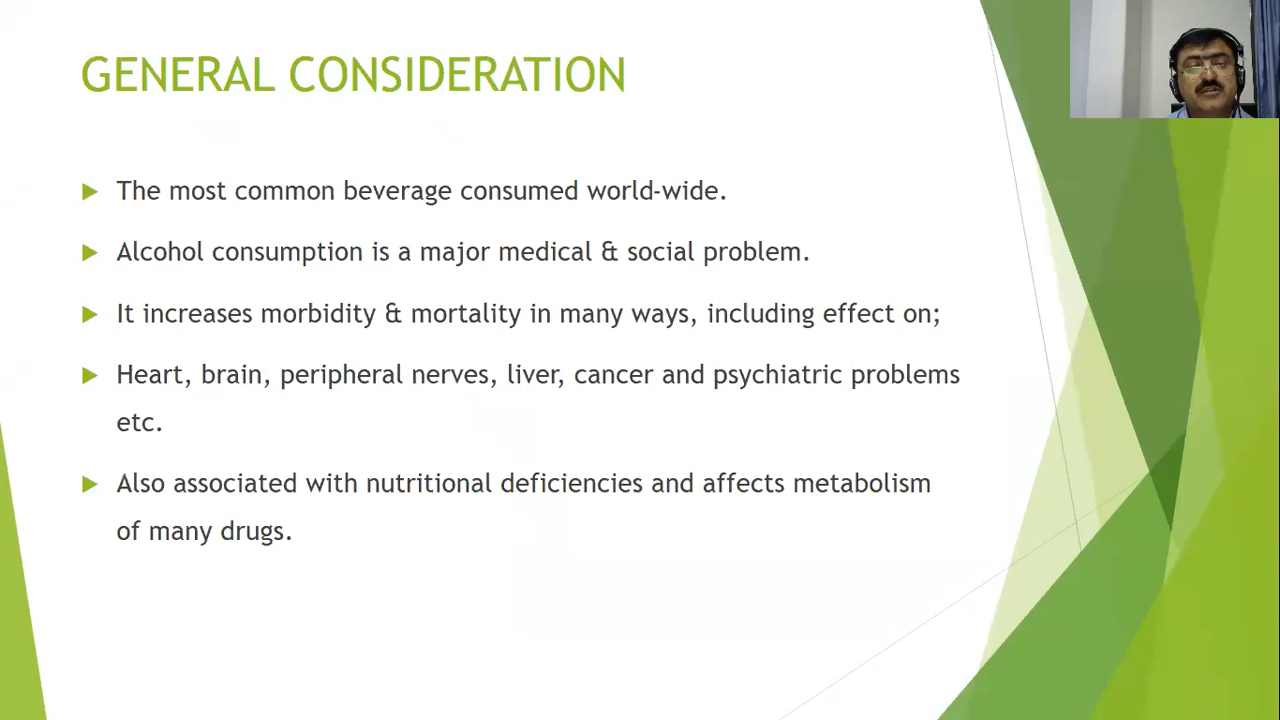 GENERAL CONSIDERATION
The most common beverage consumed world-wide.
Alcohol consumption is a major medical & social problem.
It increases morbidity & mortality in many ways, including effect on;
Heart, brain, peripheral nerves, liver, cancer and psychiatric problems
etc.
Also associated with nutritional deficiencies and affects metabolism
of many drugs.